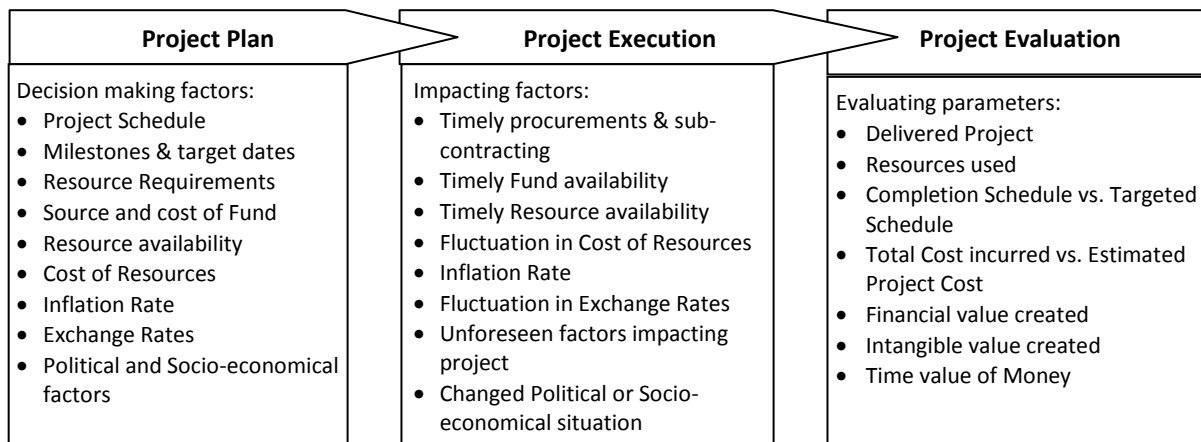 Project Plan
Decision making factors:
• Project Schedule
• Milestones & target dates
• Resource Requirements
• Source and cost of Fund
• Resource availability
• Cost of Resources
• Inflation Rate
• Exchange Rates
• Political and Socio-economical
factors
Project Execution
Impacting factors:
• Timely procurements & sub-
contracting
• Timely Fund availability
• Timely Resource availability
• Fluctuation in Cost of Resources
• Inflation Rate
• Fluctuation in Exchange Rates
• Unforeseen factors impacting
project
• Changed Political or Socio-
economical situation
Project Evaluation
Evaluating parameters:
• Delivered Project
• Resources used
• Completion Schedule vs. Targeted
Schedule
• Total Cost incurred vs. Estimated
Project Cost
• Financial value created
• Intangible value created
• Time value of Money